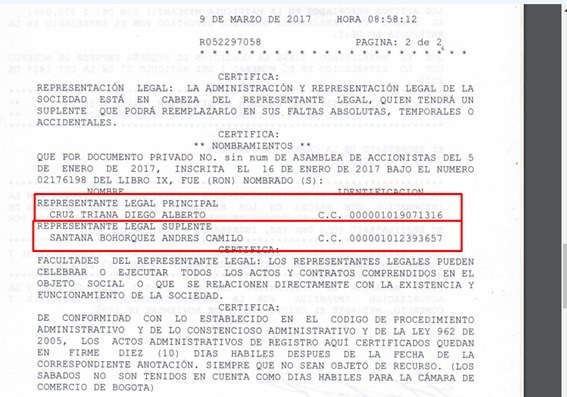 9 DE MARZO DE 2017 HORA 08:58:12
R052297058 PAGINA: 2 de 2
* * * * * * * * * * * * * * * * * * * * * * * *
CERTIFICA:
REPRESENTACIÓN LEGAL: LA ADMINISTRACIÓN Y REPRESENTACIÓN LEGAL DE LA
SOCIEDAD ESTÁ EN CABEZA DEL REPRESENTANTE LEGAL, QUIEN TENDRÁ UN
SUPLENTE QUE PODRÁ REEMPLAZARLO EN SUS FALTAS ABSOLUTAS, TEMPORALES O
ACCIDENTALES.
CERTIFICA:
** NOMBRAMIENTOS **
QUE POR DOCUMENTO PRIVADO NO. sin num DE ASAMBLEA DE ACCIONISTAS DEL 5
DE ENERO DE 2017, INSCRITA EL 16 DE ENERO DE 2017 BAJO EL NUMERO
02176198 DEL LIBRO IX, FUE (RON) NOMBRADO (S):
NOMBRE IDENTIFICACION
REPRESENTANTE LEGAL PRINCIPAL
CRUZ TRIANA DIEGO ALBERTO C.C. 000001019071316
REPRESENTANTE LEGAL SUPLENTE
SANTANA BOHORQUEZ ANDRES CAMILO C.C. 000001012393657
CERTIFICA:
FACULTADES DEL REPRESENTANTE LEGAL: LOS REPRESENTANTES LEGALES PUEDEN
CELEBRAR O EJECUTAR TODOS LOS ACTOS Y CONTRATOS COMPRENDIDOS EN EL
OBJETO SOCIAL O QUE SE RELACIONEN DIRECTAMENTE CON LA EXISTENCIA Y
FUNCIONAMIENTO DE LA SOCIEDAD.
CERTIFICA:
DE CONFORMIDAD CON LO ESTABLECIDO EN EL CODIGO DE PROCEDIMIENTO
ADMINISTRATIVO Y DE LO CONSTENCIOSO ADMINISTRATIVO Y DE LA LEY 962 DE
2005, LOS ACTOS ADMINISTRATIVOS DE REGISTRO AQUÍ CERTIFICADOS QUEDAN
EN FIRME DIEZ (10) DIAS HABILES DESPUES DE LA FECHA DE LA
CORRESPONDIENTE ANOTACIÓN. SIEMPRE QUE NO SEAN OBJETO DE RECURSO. (LOS
SABADOS NO SON TENIDOS EN CUENTA COMO DIAS HABILES PARA LA CÁMARA DE
COMERCIO DE BOGOTA)